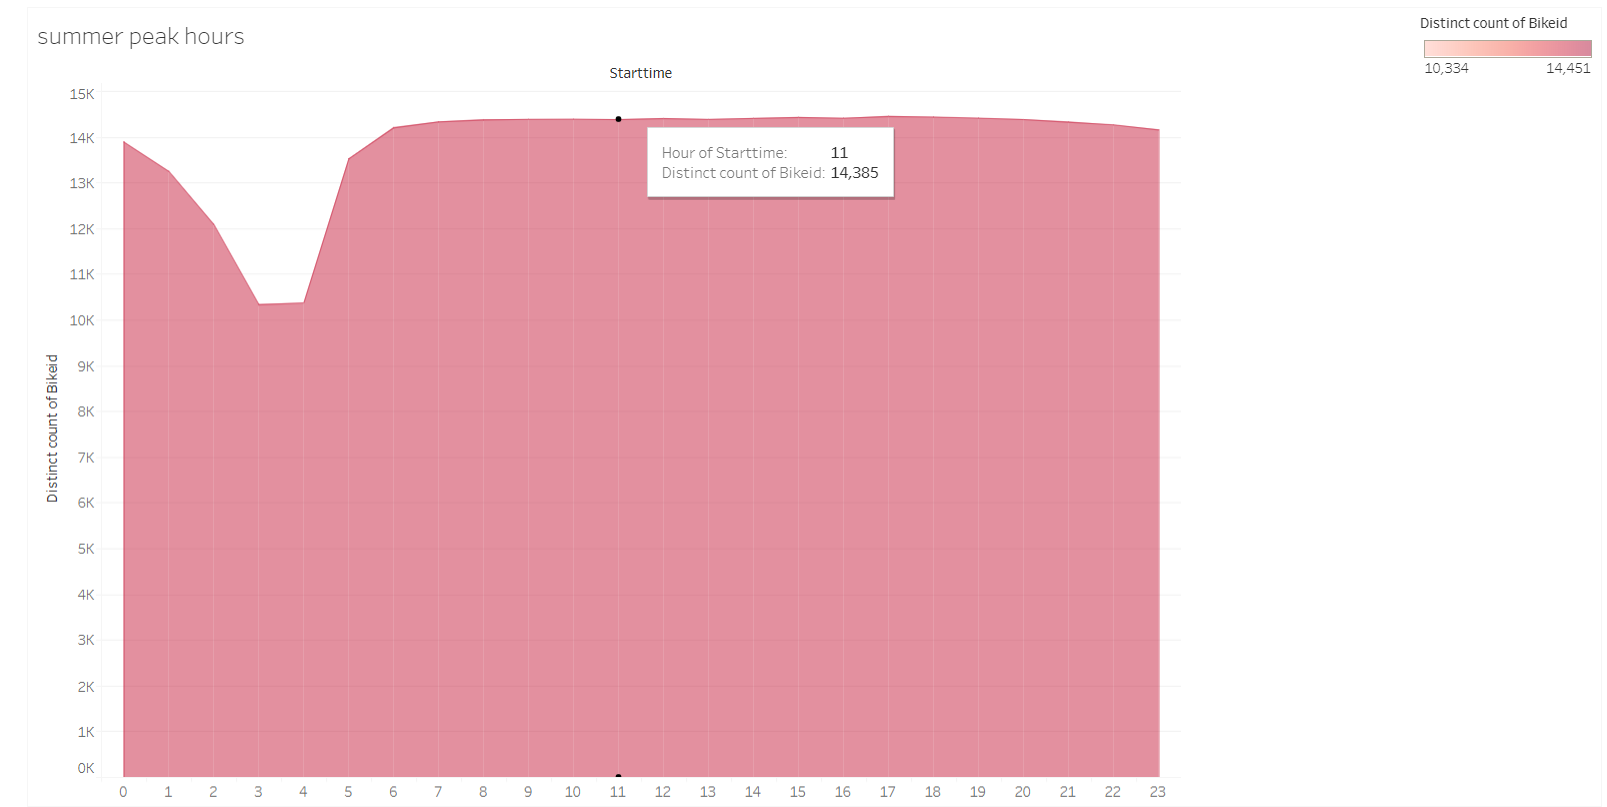 summer peak hours
Distinct count of Bikeid
10,334 14,451
Starttime
15K
14K
13K
12K
11K
10K
9K
8K
7K
6K
5K
4K
3K
2K
1K
0K
Distinct count of Bikeid
Hour of Starttime: 11
Distinct count of Bikeid: 14,385
0 1 2 3 4 5 6 7 8 9 10 11 12 13 14 15 16 17 18 19 20 21 22 23